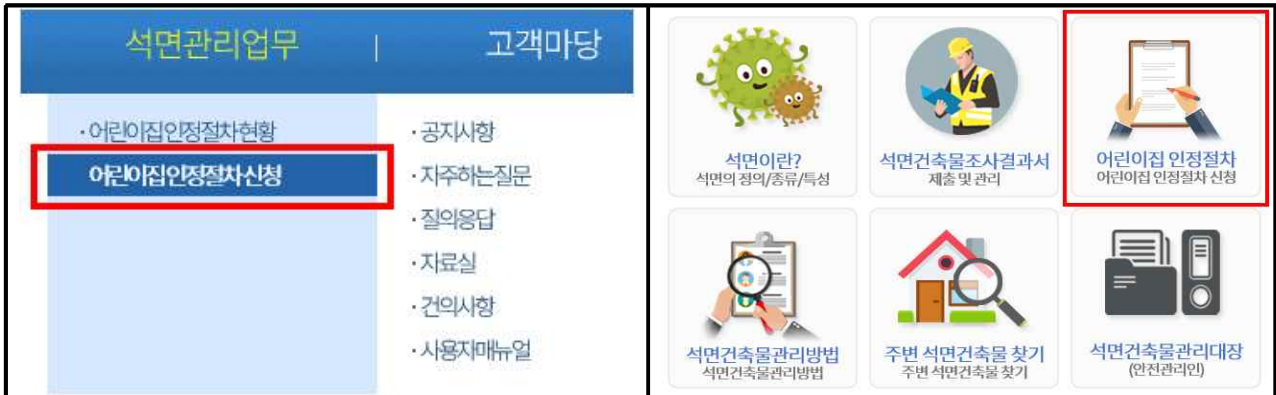 석면관리업무 | 고객마당
·어린이집인정절차현황
어린이집인정절차신청
·공지사항
·자주하는질문
·질의응답
·자료실
·건의사항
·사용자매뉴얼
석면이란?
석면의 정의/종류/특성
석면건축물조사결과서
제출 및 관리
어린이집 인정절차
어린이집 인정절차 신청
석면건축물관리방법
석면건축물관리방법
주변 석면건축물 찾기
주변 석면건축물 찾기
석면건축물관리대장
(안전관리인)